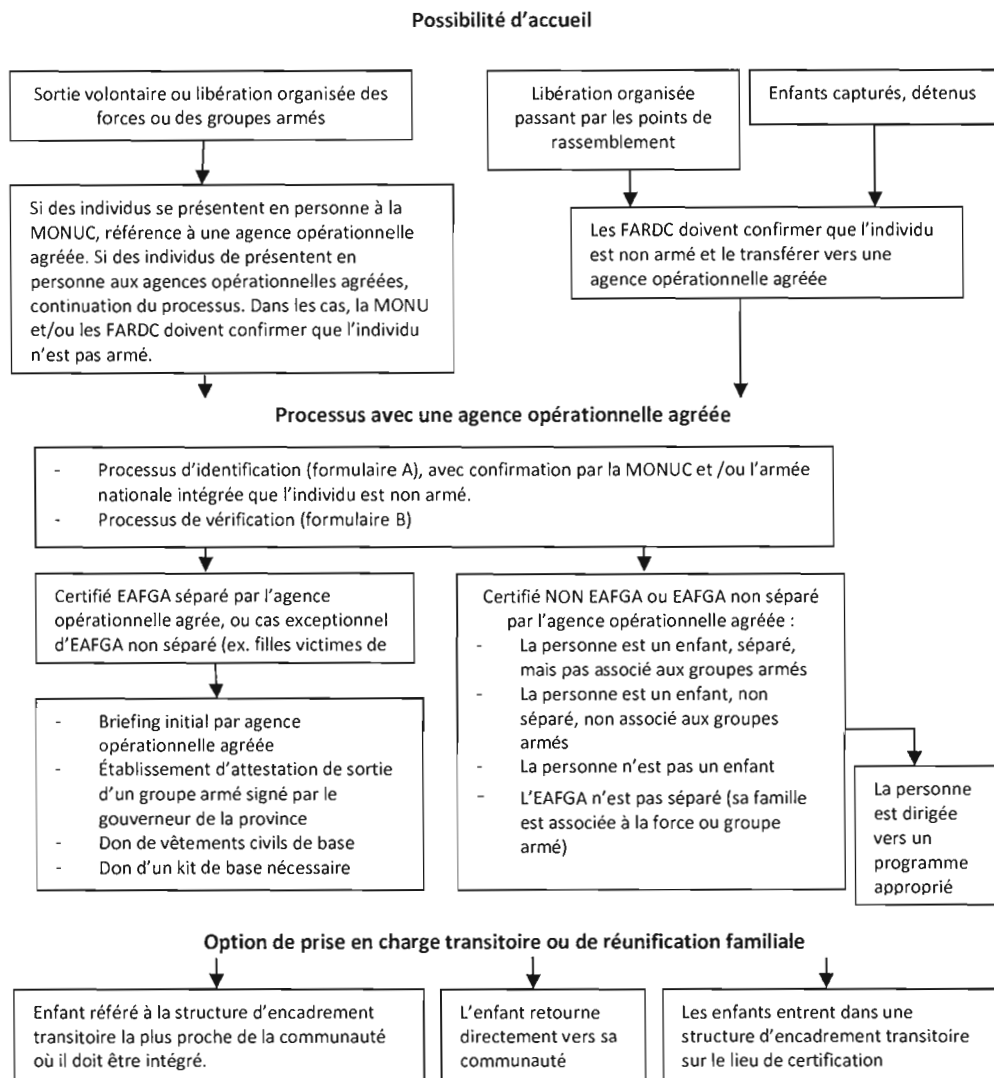 Possibilité d'accueil
Sortie volontaire ou libération organisée des
forces ou des groupes armés
Libération organisée
passant par les points de
rassemblement
Enfants capturés, détenus
Si des individus se présentent en personne à la
MONUC, référence à une agence opérationnelle
agréée. Si des individus de présentent en
personne aux agences opérationnelles agréées,
continuation du processus. Dans les cas, la MONU
et/ou les FARDC doivent confirmer que l'individu
n'est pas armé.
Les FARDC doivent confirmer que l'individu
est non armé et le transférer vers une
agence opérationnelle agréée
Processus avec une agence opérationnelle agréée
- Processus d'identification (formulaire A), avec confirmation par la MONUC et /ou l'armée
nationale intégrée que l'individu est non armé.
- Processus de vérification (formulaire B)
Certifié EAFGA séparé par l'agence
opérationnelle agrée, ou cas exceptionnel
d'EAFGA non séparé (ex. filles victimes de
- Briefing initial par agence
opérationnelle agréée
- Établissement d'attestation de sortie
d'un groupe armé signé par le
gouverneur de la province
- Don de vêtements civils de base
- Don d'un kit de base nécessaire
Certifié NON EAFGA ou EAFGA non séparé
par l'agence opérationnelle agréée :
- La personne est un enfant, séparé,
mais pas associé aux groupes armés
- La personne est un enfant, non
séparé, non associé aux groupes
armés
- La personne n'est pas un enfant
- L'EAFGA n'est pas séparé (sa famille
est associée à la force ou groupe
armé)
La personne
est dirigée
vers un
programme
approprié
Option de prise en charge transitoire ou de réunification familiale
Enfant référé à la structure d'encadrement
transitoire la plus proche de la communauté
où il doit être intégré.
L'enfant retourne
directement vers sa
communauté
Les enfants entrent dans une
structure d'encadrement transitoire
sur le lieu de certification